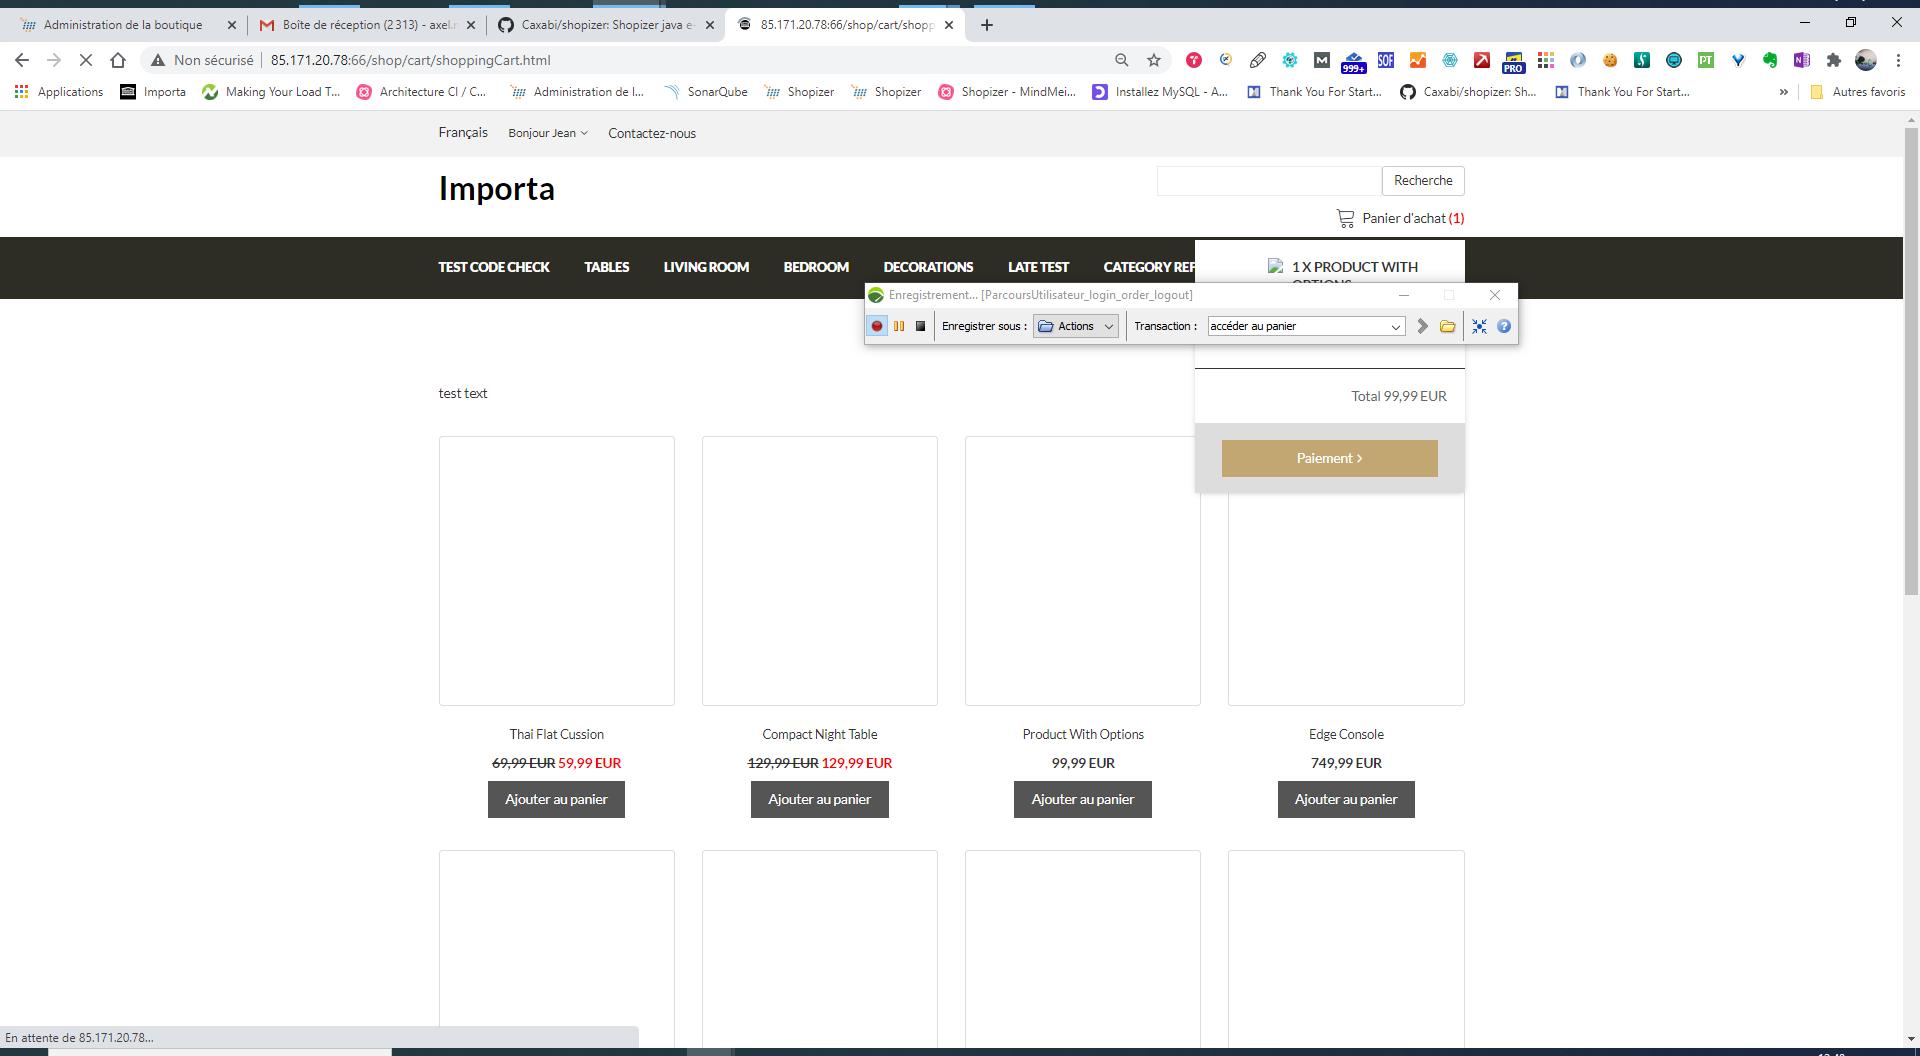 Administration de la boutique
Boîte de réception (2 313) - axel.r
Caxabi/shopizer: Shopizer java e-
85.171.20.78:66/shop/cart/shopp
Non sécurisé
85.171.20.78:66/shop/cart/shoppingCart.html
999+
SOF
PRO
PT
Applications
Importa
Making Your Load T...
Architecture CI / C...
Administration de l...
SonarQube
Shopizer
Shopizer
Shopizer - MindMei...
Installez MySQL - A...
Thank You For Start...
Caxabi/shopizer: Sh...
Thank You For Start...
»
Autres favoris
Français
Bonjour Jean
Contactez-nous
Importa
Recherche
Panier d'achat (1)
TEST CODE CHECK
TABLES
LIVING ROOM
BEDROOM
DECORATIONS
LATE TEST
CATEGORY REF
1 X PRODUCT WITH
OPTIONS
Enregistrement... [ParcoursUtilisateur_login_order_logout]
Enregistrer sous :
Actions
Transaction :
accéder au panier
test text
Total 99,99 EUR
Paiement >
Thai Flat Cussion
Compact Night Table
Product With Options
Edge Console
69,99 EUR 59,99 EUR
129,99 EUR 129,99 EUR
99,99 EUR
749,99 EUR
Ajouter au panier
Ajouter au panier
Ajouter au panier
Ajouter au panier
En attente de 85.171.20.78...